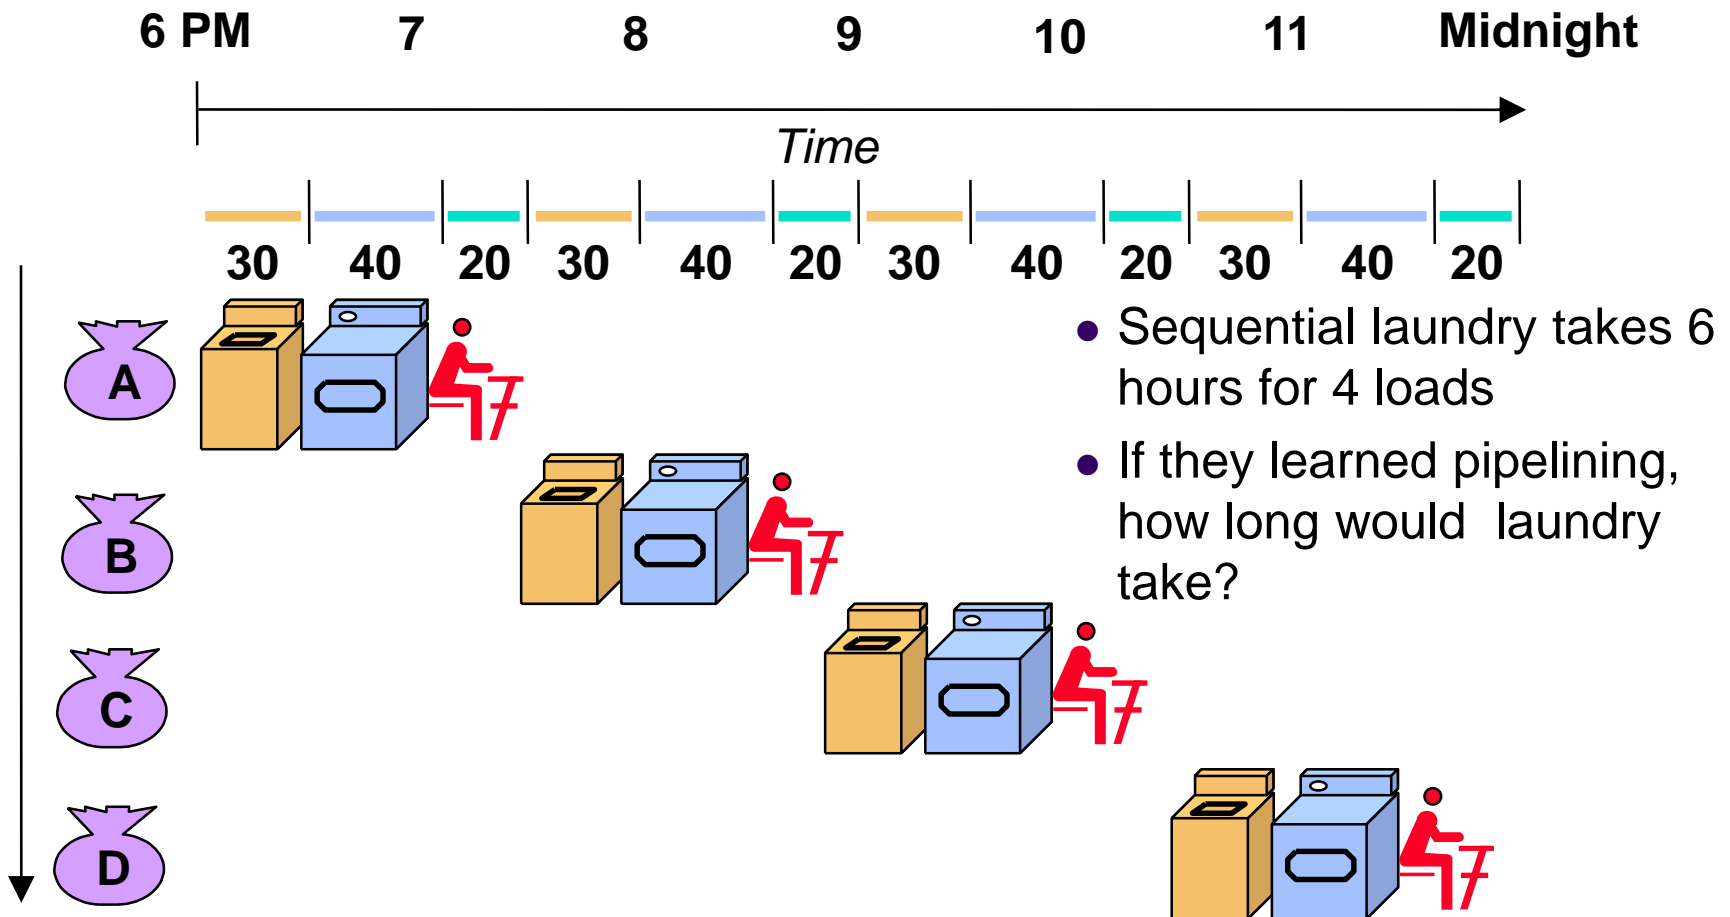 6 PM 7 8 9 10 11 Midnight
Time
30 40 20 30 40 20 30 40 20 30 40 20
A
B
C
D
● Sequential laundry takes 6
hours for 4 loads
● If they learned pipelining,
how long would laundry
take?